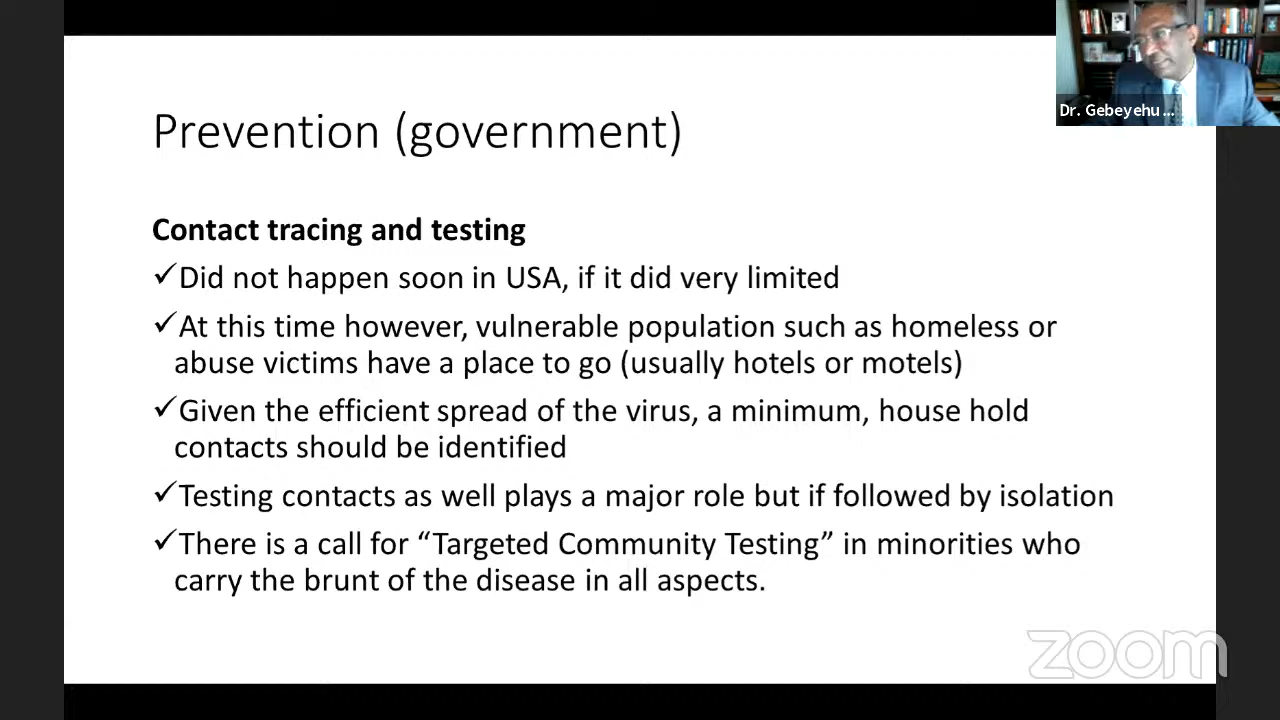 Dr. Gebeyehu ...
Prevention (government)
Contact tracing and testing
✓Did not happen soon in USA, if it did very limited
✓At this time however, vulnerable population such as homeless or
abuse victims have a place to go (usually hotels or motels)
✓Given the efficient spread of the virus, a minimum, house hold
contacts should be identified
✓Testing contacts as well plays a major role but if followed by isolation
✓There is a call for “Targeted Community Testing” in minorities who
carry the brunt of the disease in all aspects.
zoom